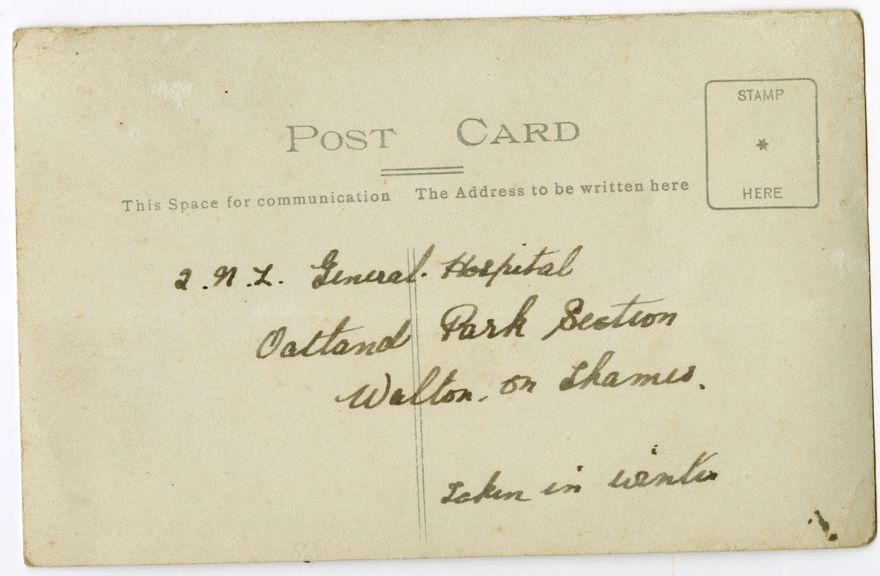 POST CARD
STAMP
*
HERE
This Space for communication The Address to be written here
2. N. Z. General. Hospital
Oatland Park Section
Walton. on Thames.
Taken in winter